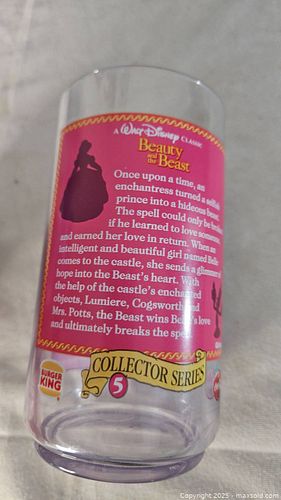 A Walt Disney CLASSIC
Beauty
and the
Beast
Once upon a time, an
enchantress turned a selfish
prince into a hideous beast.
The spell could only be broken
if he learned to love someone
and earned her love in return. When an
intelligent and beautiful girl named Belle
comes to the castle, she sends a glimmer of
hope into the Beast's heart. With
the help of the castle's enchanted
objects, Lumiere, Cogsworth and
Mrs. Potts, the Beast wins Belle's love
and ultimately breaks the spell.
BURGER
KING
COLLECTOR SERIES
5
Copyright 2025 - maxsold.com